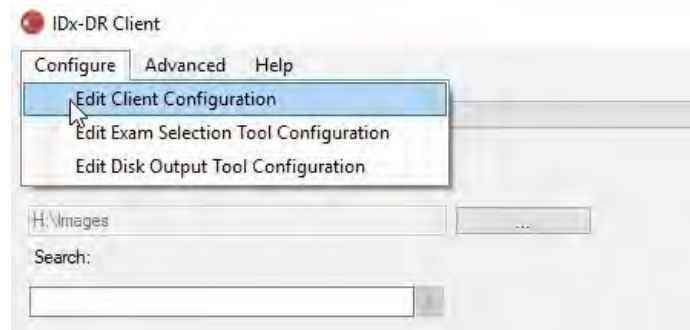 IDx-DR Client
Configure Advanced Help
Edit Client Configuration
Edit Exam Selection Tool Configuration
Edit Disk Output Tool Configuration
H:\Images ...
Search: